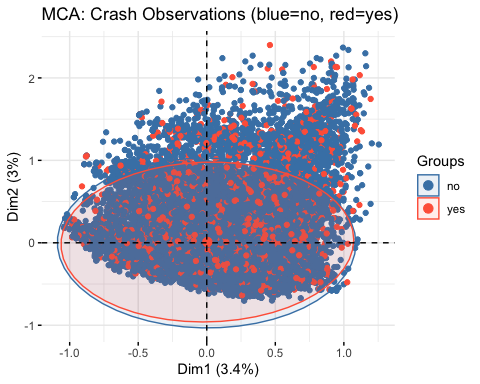 MCA: Crash Observations (blue=no, red=yes)
Dim2 (3%)
2
1
0
-1
-1.0 -0.5 0.0 0.5 1.0
Dim1 (3.4%)
Groups
no
yes